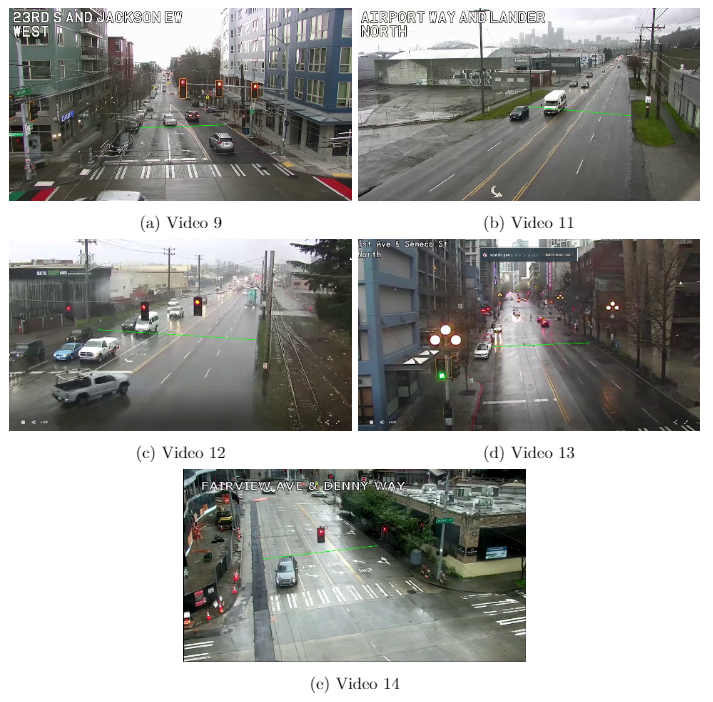 23RD S AND JACKSON EW
WEST
AIRPORT WAY AND LANDER
NORTH
(a) Video 9
(b) Video 11
1st Ave & Seneca St
North
(c) Video 12
(d) Video 13
FAIRVIEW AVE & DENNY WAY
(e) Video 14